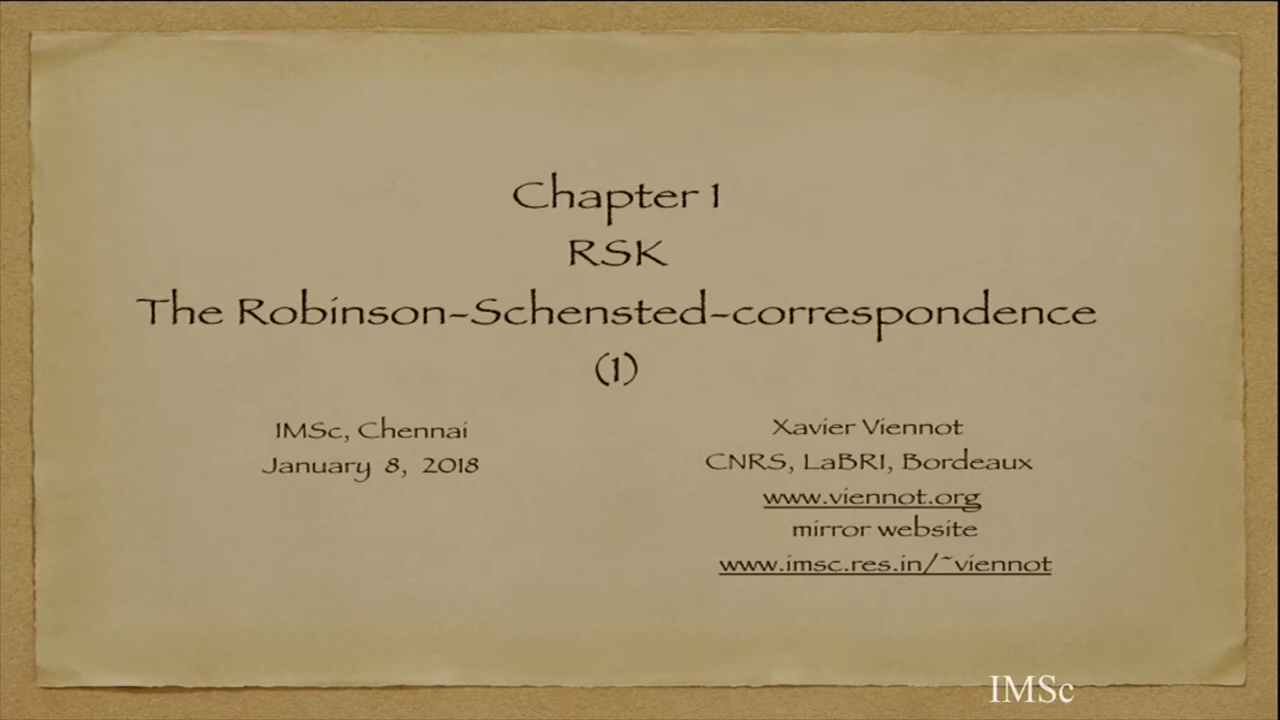 Chapter 1
RSK
The Robinson-Schensted-correspondence
(1)
IMSc, Chennai
January 8, 2018
Xavier Viennot
CNRS, LaBRI, Bordeaux
www.viennot.org
mirror website
www.imsc.res.in/~viennot
IMSc